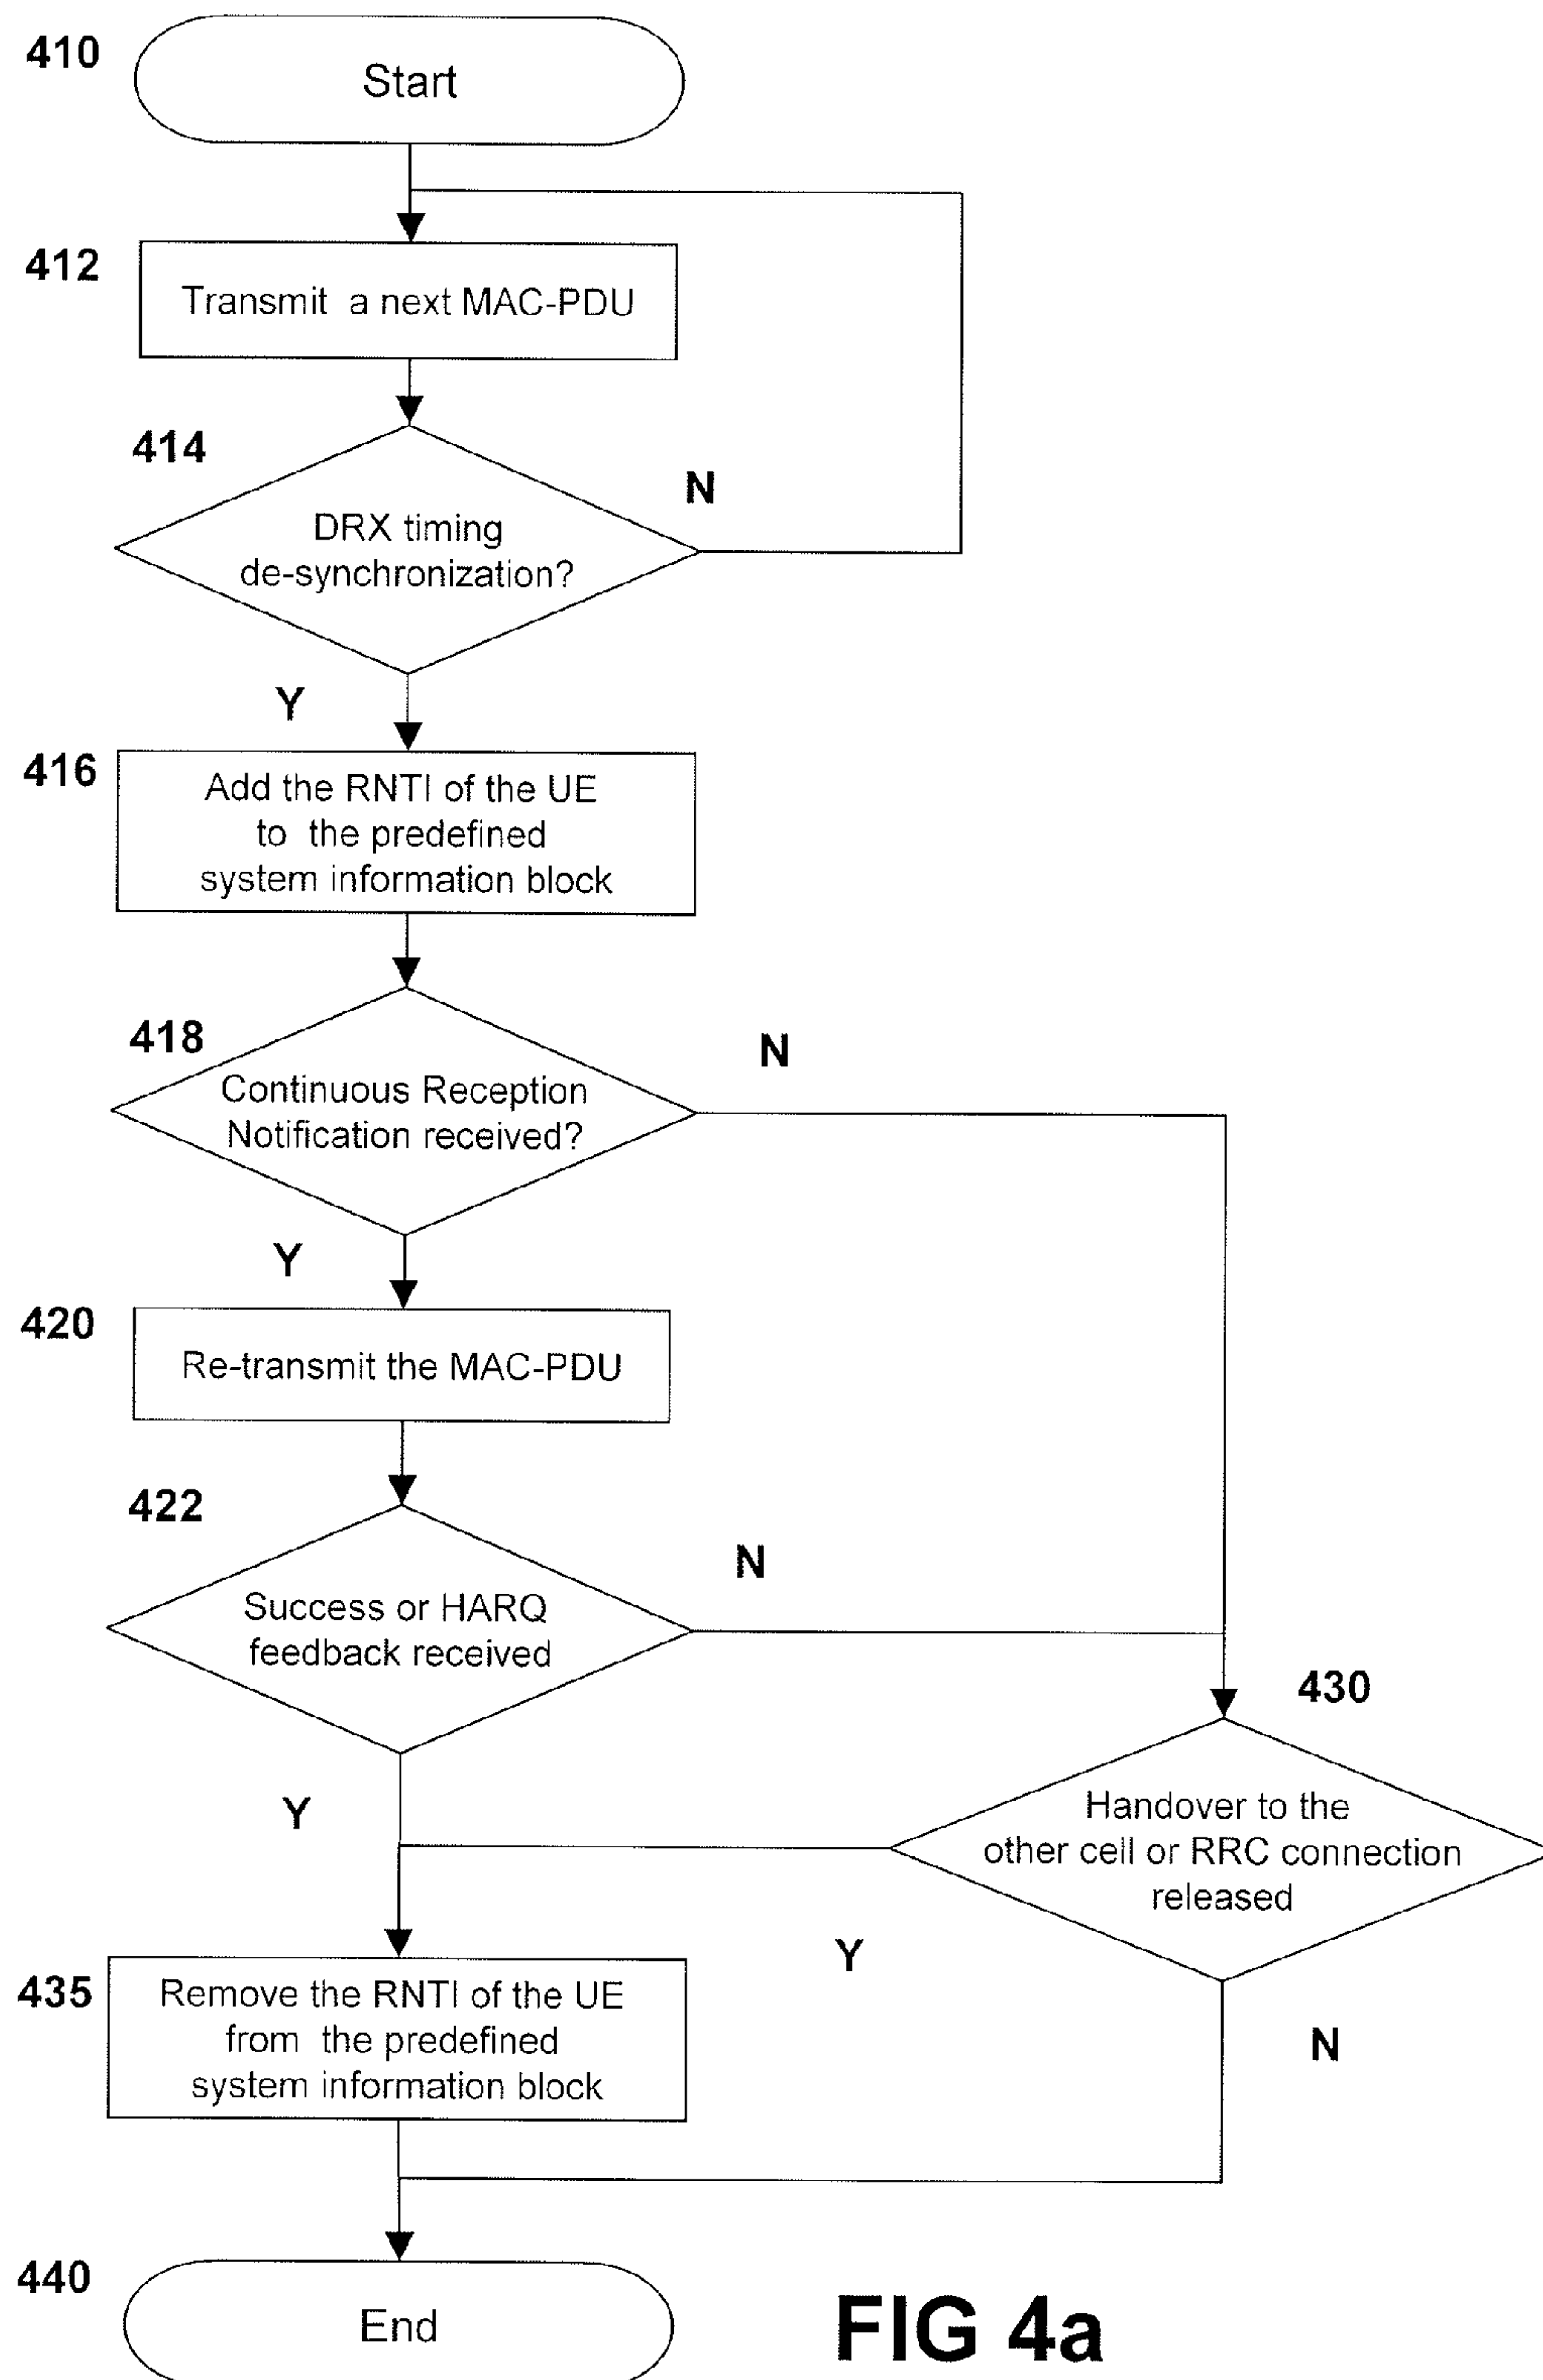 410
Start
412
Transmit a next MAC-PDU
414
N
DRX timing
de-synchronization?
Y
416
Add the RNTI of the UE
to the predefined
system information block
418
N
Continuous Reception
Notification received?
Y
420
Re-transmit the MAC-PDU
422
N
Success or HARQ
feedback received
430
Y
Handover to the
other cell or RRC connection
released
Y
435
Remove the RNTI of the UE
from the predefined
system information block
N
440
End
FIG 4a